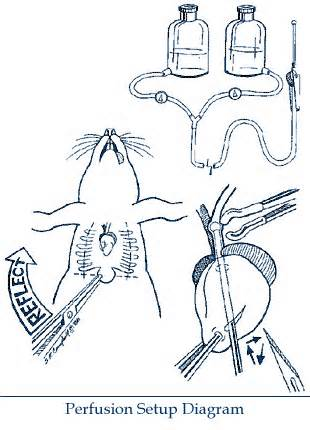 REFLECT
Perfusion Setup Diagram